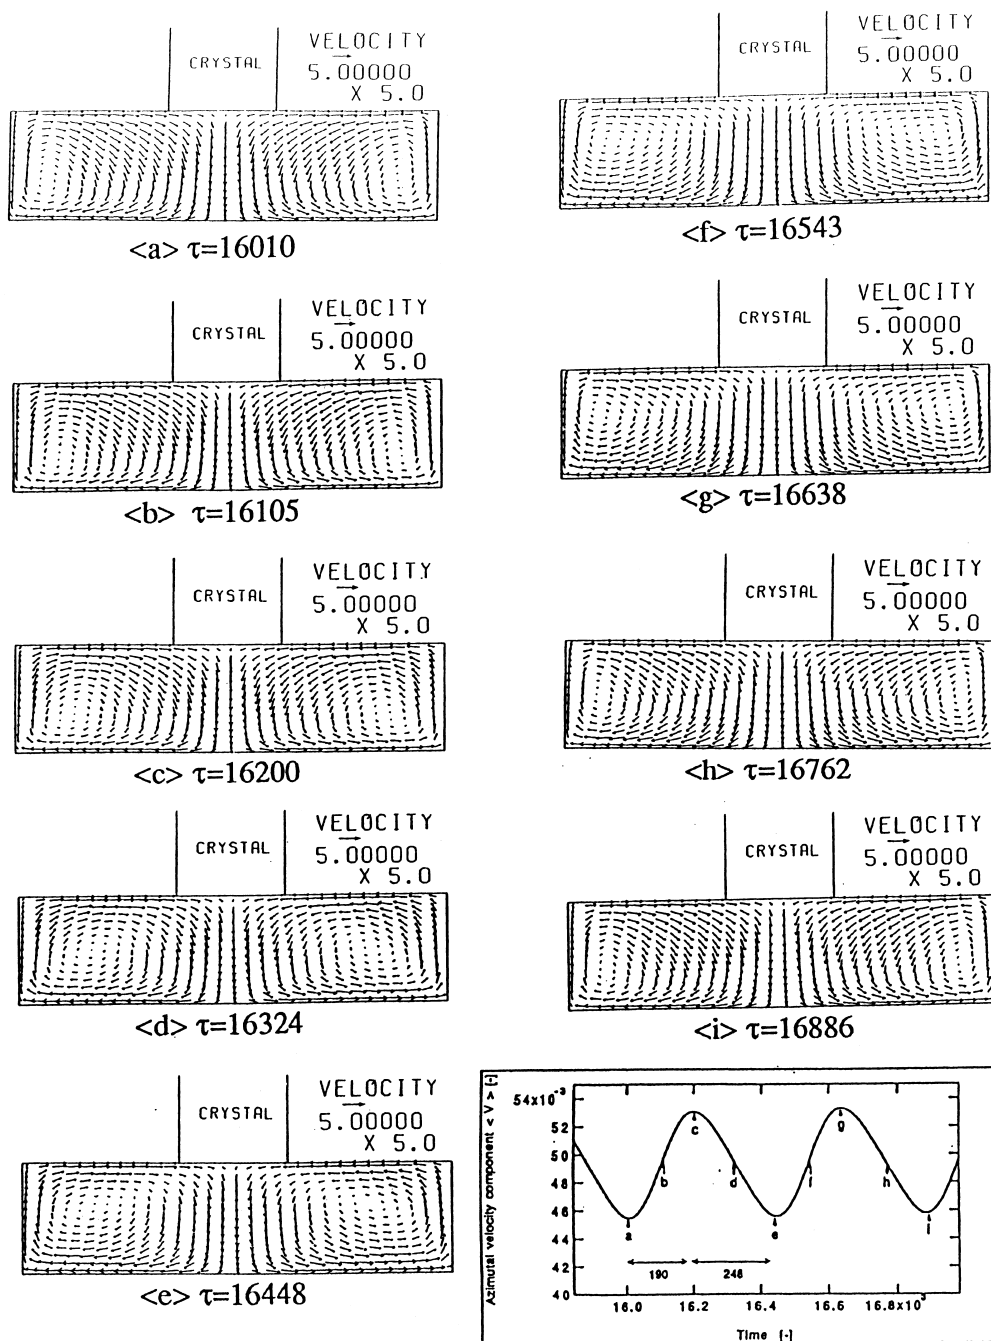 CRYSTAL
VELOCITY
5.00000
X 5.0
<a> τ=16010
CRYSTAL
VELOCITY
5.00000
X 5.0
<b> τ=16105
CRYSTAL
VELOCITY
5.00000
X 5.0
<c> τ=16200
CRYSTAL
VELOCITY
5.00000
X 5.0
<d> τ=16324
CRYSTAL
VELOCITY
5.00000
X 5.0
<e> τ=16448
CRYSTAL
VELOCITY
5.00000
X 5.0
<f> τ=16543
CRYSTAL
VELOCITY
5.00000
X 5.0
<g> τ=16638
CRYSTAL
VELOCITY
5.00000
X 5.0
<h> τ=16762
CRYSTAL
VELOCITY
5.00000
X 5.0
<i> τ=16886
Azimutal velocity component < V > [-]
54x10⁻³
52
50
48
46
44
42
40
a
b
c
d
e
f
g
h
i
190
248
16.0
16.2
16.4
16.6
16.8x10³
Time [-]